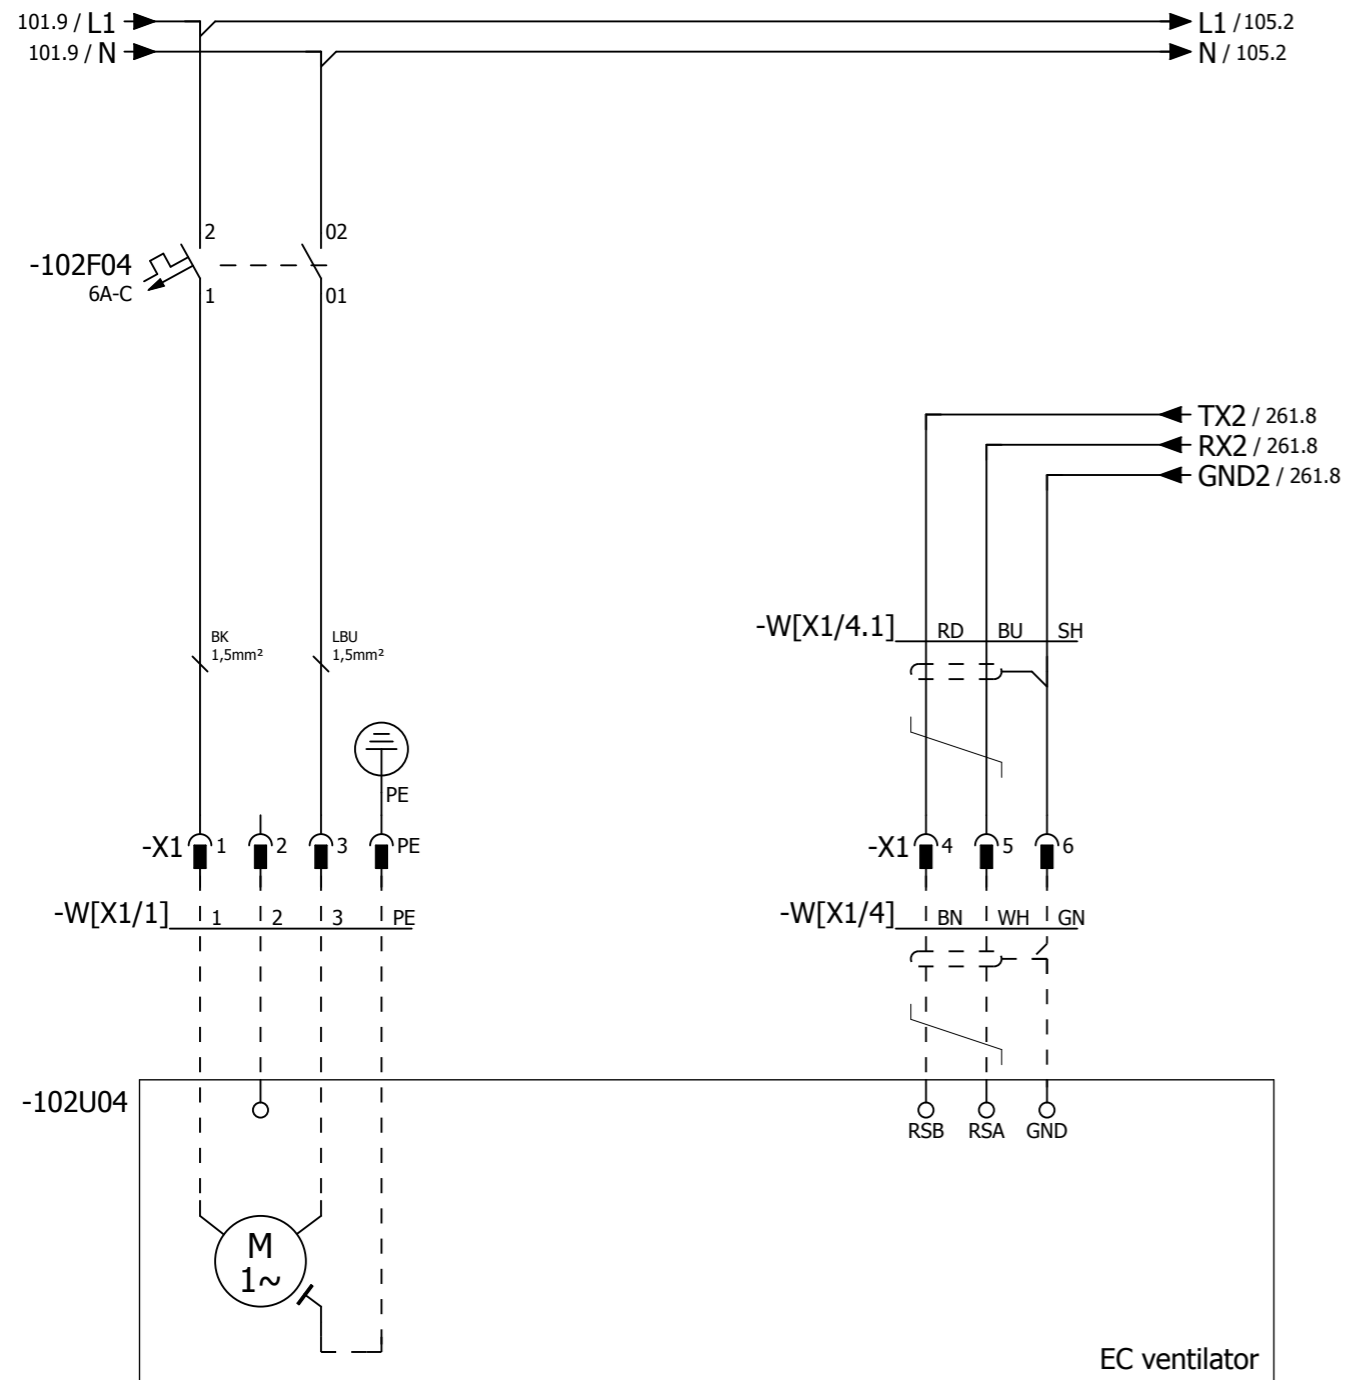 101.9 / L1
L1 / 105.2
101.9 / N
N / 105.2
2
02
-102F04
6A-C
1
01
TX2 / 261.8
RX2 / 261.8
GND2 / 261.8
-W[X1/4.1]
RD
BU
SH
BK
1,5mm²
LBU
1,5mm²
PE
-X1
1
2
3
PE
-X1
4
5
6
-W[X1/1]
1
2
3
PE
-W[X1/4]
BN
WH
GN
-102U04
RSB
RSA
GND
M
1~
EC ventilator